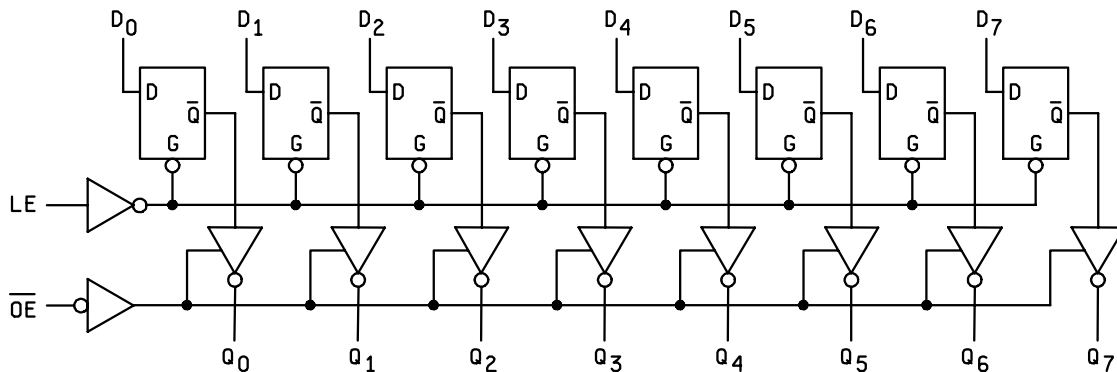 D0 D1 D2 D3 D4 D5 D6 D7
D D D D D D D D
Q̅ Q̅ Q̅ Q̅ Q̅ Q̅ Q̅ Q̅
G G G G G G G G
LE
O̅E̅
Q0 Q1 Q2 Q3 Q4 Q5 Q6 Q7